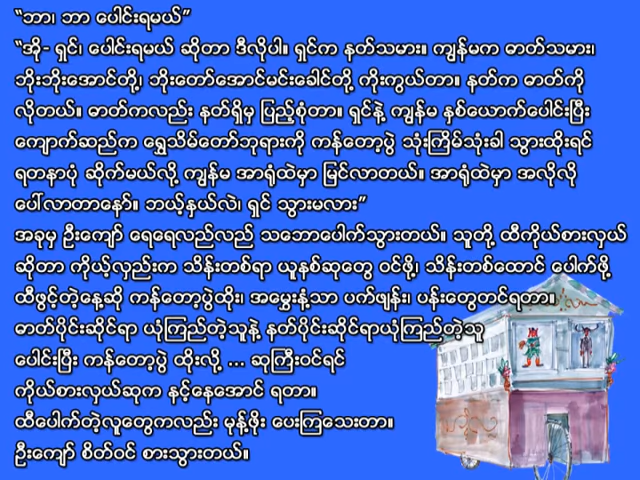 “ဘာ၊ ဘာ ပေါင်းရမယ်”
“အို- ရှင်၊ ပေါင်းရမယ် ဆိုတာ ဒီလိုပါ။ ရှင်က နတ်သမား။ ကျွန်မက ဓာတ်သမား၊
ဘိုးဘိုးအောင်တို့၊ ဘိုးတော်အောင်မင်းခေါင်တို့ ကိုးကွယ်တာ။ နတ်က ဓာတ်ကို
လိုတယ်။ ဓာတ်ကလည်း နတ်ရှိမှ ပြည့်စုံတာ။ ရှင်နဲ့ ကျွန်မ နှစ်ယောက်ပေါင်းပြီး
ကျောက်ဆည်က ရွှေသိမ်တော်ဘုရားကို ကန်တော့ပွဲ သုံးကြိမ်သုံးခါ သွားထိုးရင်
ရတနာပုံ ဆိုက်မယ်လို့ ကျွန်မ အာရုံထဲမှာ မြင်လာတယ်။ အာရုံထဲမှာ အလိုလို
ပေါ်လာတာနော်။ ဘယ့်နှယ်လဲ၊ ရှင် သွားမလား”
အခုမှ ဦးကျော် ရေရေလည်လည် သဘောပေါက်သွားတယ်။ သူတို့ ထီကိုယ်စားလှယ်
ဆိုတာ ကိုယ့်လှည်းက သိန်းတစ်ရာ ယူနစ်ဆုတွေ ဝင်ဖို့၊ သိန်းတစ်ထောင် ပေါက်ဖို့
ထီဖွင့်တဲ့နေ့ဆို ကန်တော့ပွဲထိုး၊ အမွှေးနံ့သာ ပက်ဖျန်း၊ ပန်းတွေတင်ရတာ။
ဓာတ်ပိုင်းဆိုင်ရာ ယုံကြည်တဲ့သူနဲ့ နတ်ပိုင်းဆိုင်ရာယုံကြည်တဲ့သူ
ပေါင်းပြီး ကန်တော့ပွဲ ထိုးလို့ ... ဆုကြီးဝင်ရင်
ကိုယ်စားလှယ်ဆုက နင့်နေအောင် ရတာ။
ထီပေါက်တဲ့လူတွေကလည်း မုန့်ဖိုး ပေးကြသေးတာ။
ဦးကျော် စိတ်ဝင် စားသွားတယ်။